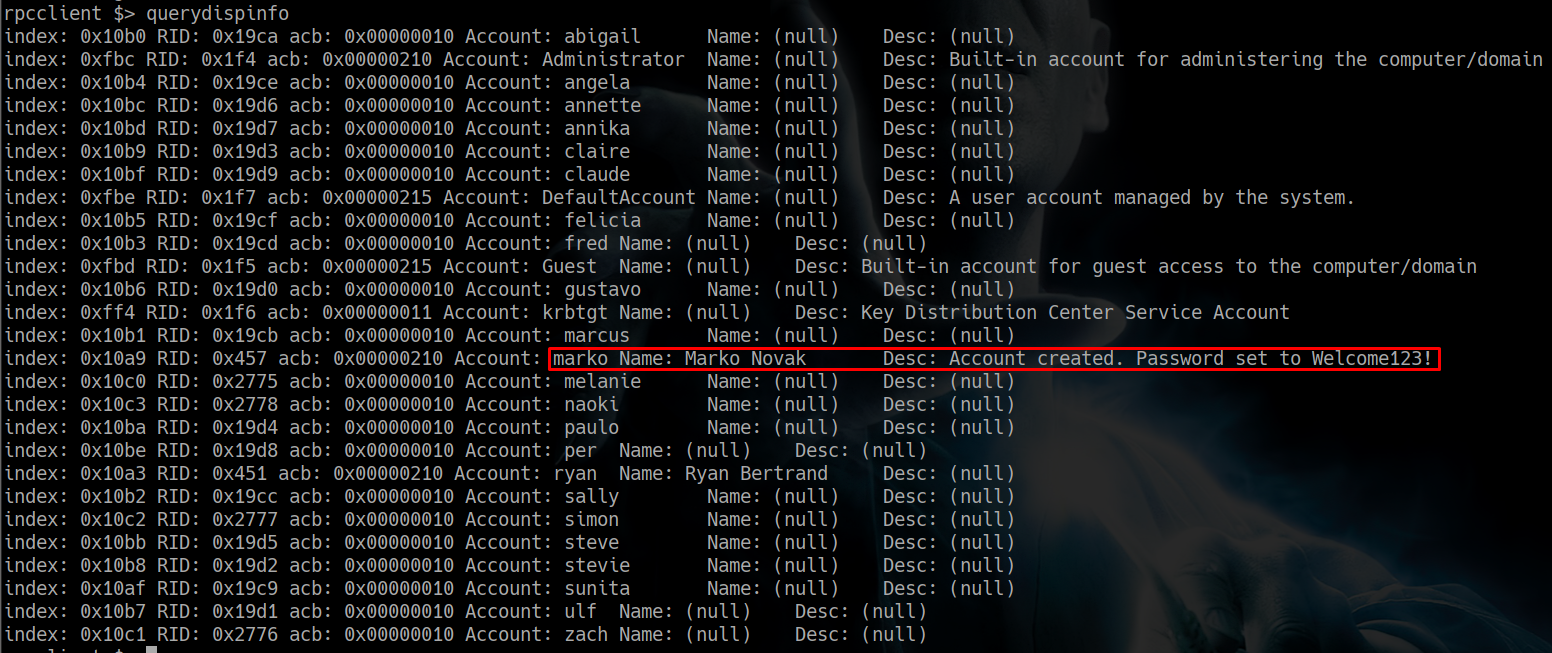 rpcclient $> querydispinfo
index: 0x10b0 RID: 0x19ca acb: 0x00000010 Account: abigail Name: (null) Desc: (null)
index: 0xfbc RID: 0x1f4 acb: 0x00000210 Account: Administrator Name: (null) Desc: Built-in account for administering the computer/domain
index: 0x10b4 RID: 0x19ce acb: 0x00000010 Account: angela Name: (null) Desc: (null)
index: 0x10bc RID: 0x19d6 acb: 0x00000010 Account: annette Name: (null) Desc: (null)
index: 0x10bd RID: 0x19d7 acb: 0x00000010 Account: annika Name: (null) Desc: (null)
index: 0x10b9 RID: 0x19d3 acb: 0x00000010 Account: claire Name: (null) Desc: (null)
index: 0x10bf RID: 0x19d9 acb: 0x00000010 Account: claude Name: (null) Desc: (null)
index: 0xfbe RID: 0x1f7 acb: 0x00000215 Account: DefaultAccount Name: (null) Desc: A user account managed by the system.
index: 0x10b5 RID: 0x19cf acb: 0x00000010 Account: felicia Name: (null) Desc: (null)
index: 0x10b3 RID: 0x19cd acb: 0x00000010 Account: fred Name: (null) Desc: (null)
index: 0xfbd RID: 0x1f5 acb: 0x00000215 Account: Guest Name: (null) Desc: Built-in account for guest access to the computer/domain
index: 0x10b6 RID: 0x19d0 acb: 0x00000010 Account: gustavo Name: (null) Desc: (null)
index: 0xff4 RID: 0x1f6 acb: 0x00000011 Account: krbtgt Name: (null) Desc: Key Distribution Center Service Account
index: 0x10b1 RID: 0x19cb acb: 0x00000010 Account: marcus Name: (null) Desc: (null)
index: 0x10a9 RID: 0x457 acb: 0x00000210 Account: marko Name: Marko Novak Desc: Account created. Password set to Welcome123!
index: 0x10c0 RID: 0x2775 acb: 0x00000010 Account: melanie Name: (null) Desc: (null)
index: 0x10c3 RID: 0x2778 acb: 0x00000010 Account: naoki Name: (null) Desc: (null)
index: 0x10ba RID: 0x19d4 acb: 0x00000010 Account: paulo Name: (null) Desc: (null)
index: 0x10be RID: 0x19d8 acb: 0x00000010 Account: per Name: (null) Desc: (null)
index: 0x10a3 RID: 0x451 acb: 0x00000210 Account: ryan Name: Ryan Bertrand Desc: (null)
index: 0x10b2 RID: 0x19cc acb: 0x00000010 Account: sally Name: (null) Desc: (null)
index: 0x10c2 RID: 0x2777 acb: 0x00000010 Account: simon Name: (null) Desc: (null)
index: 0x10bb RID: 0x19d5 acb: 0x00000010 Account: steve Name: (null) Desc: (null)
index: 0x10b8 RID: 0x19d2 acb: 0x00000010 Account: stevie Name: (null) Desc: (null)
index: 0x10af RID: 0x19c9 acb: 0x00000010 Account: sunita Name: (null) Desc: (null)
index: 0x10b7 RID: 0x19d1 acb: 0x00000010 Account: ulf Name: (null) Desc: (null)
index: 0x10c1 RID: 0x2776 acb: 0x00000010 Account: zach Name: (null) Desc: (null)